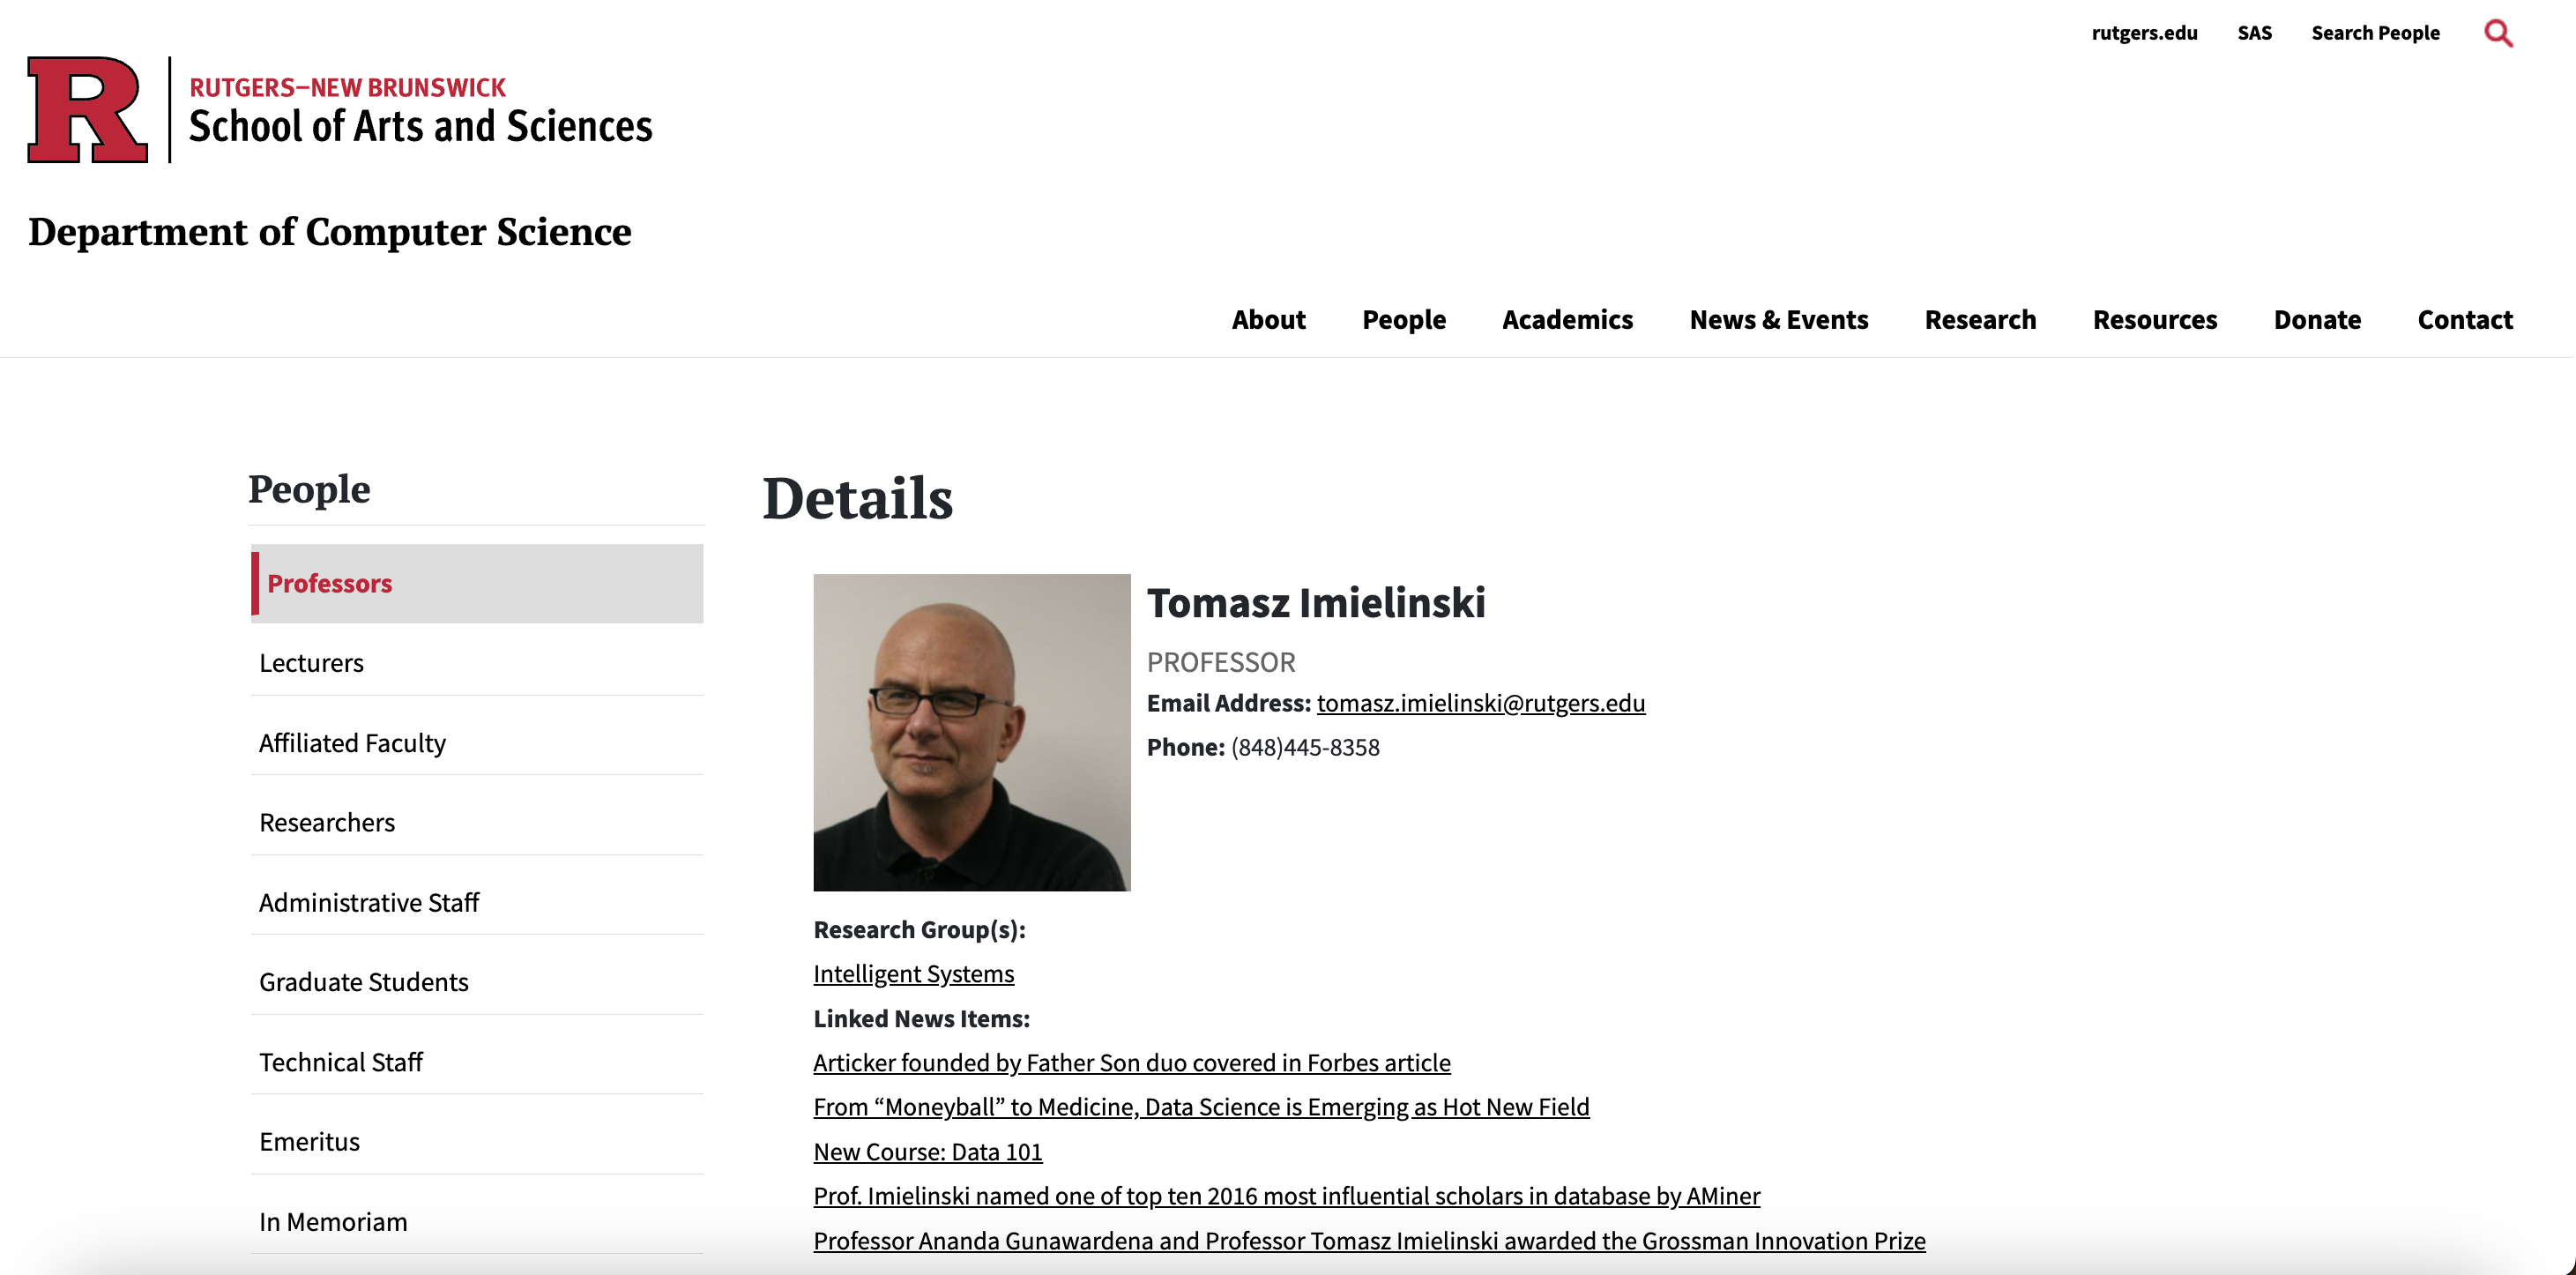 rutgers.edu SAS Search People
R
RUTGERS–NEW BRUNSWICK
School of Arts and Sciences
Department of Computer Science
About People Academics News & Events Research Resources Donate Contact
People
Professors
Lecturers
Affiliated Faculty
Researchers
Administrative Staff
Graduate Students
Technical Staff
Emeritus
In Memoriam
Details
Tomasz Imielinski
PROFESSOR
Email Address: tomasz.imielinski@rutgers.edu
Phone: (848)445-8358
Research Group(s):
Intelligent Systems
Linked News Items:
Articker founded by Father Son duo covered in Forbes article
From “Moneyball” to Medicine, Data Science is Emerging as Hot New Field
New Course: Data 101
Prof. Imielinski named one of top ten 2016 most influential scholars in database by AMiner
Professor Ananda Gunawardena and Professor Tomasz Imielinski awarded the Grossman Innovation Prize